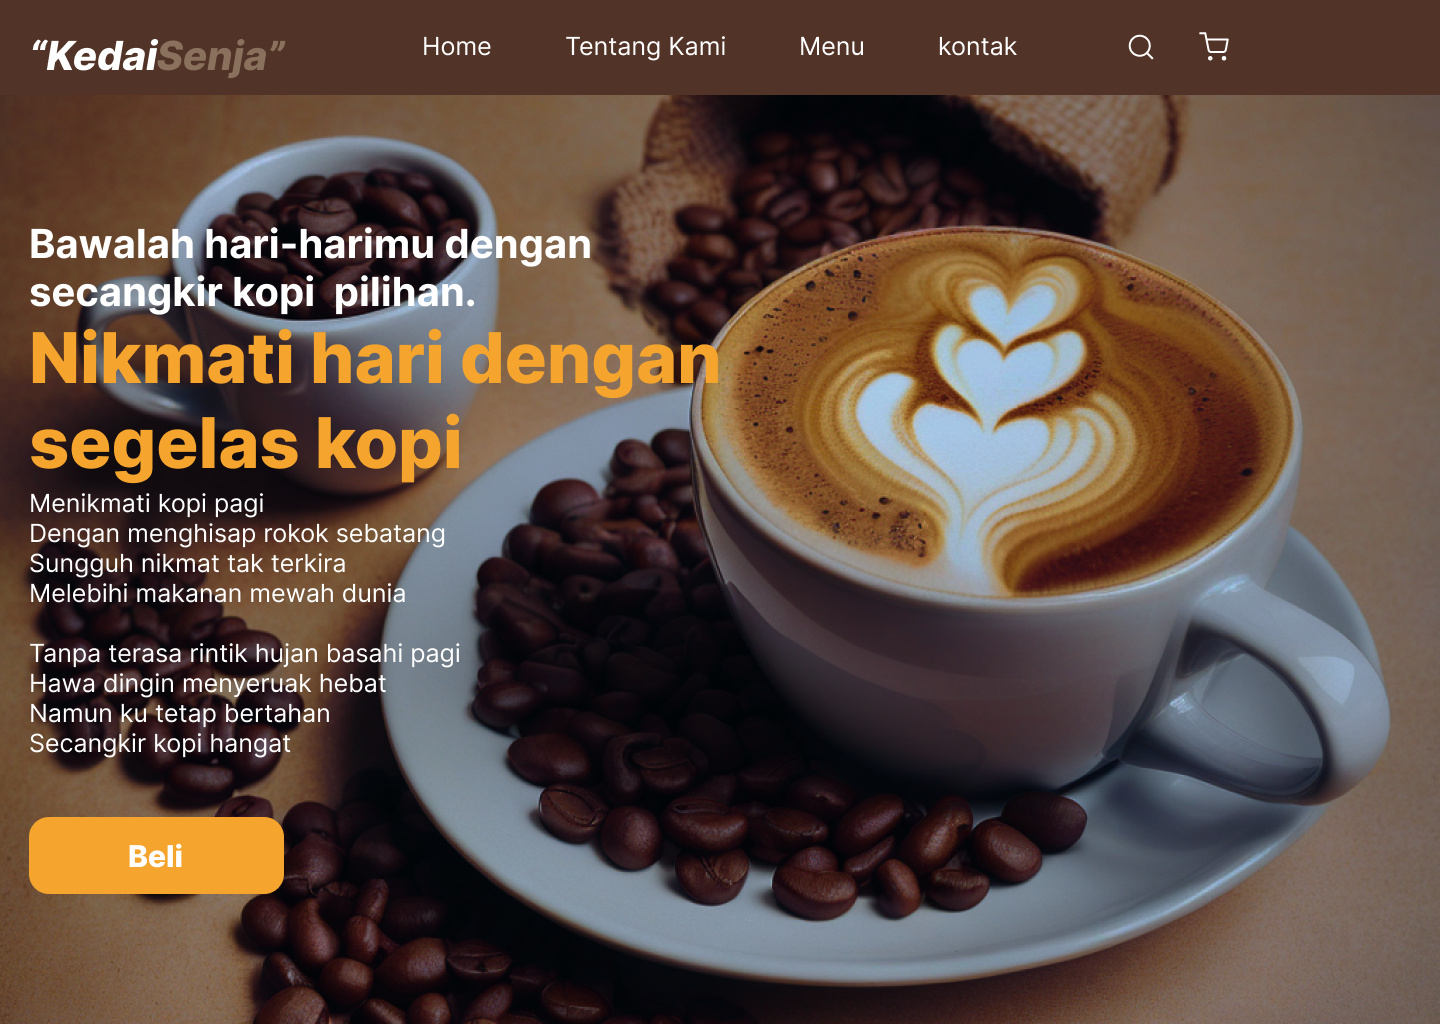 “KedaiSenja”
Home
Tentang Kami
Menu
kontak
Bawalah hari-harimu dengan
secangkir kopi  pilihan.
Nikmati hari dengan
segelas kopi
Menikmati kopi pagi
Dengan menghisap rokok sebatang
Sungguh nikmat tak terkira
Melebihi makanan mewah dunia
Tanpa terasa rintik hujan basahi pagi
Hawa dingin menyeruak hebat
Namun ku tetap bertahan
Secangkir kopi hangat
Beli